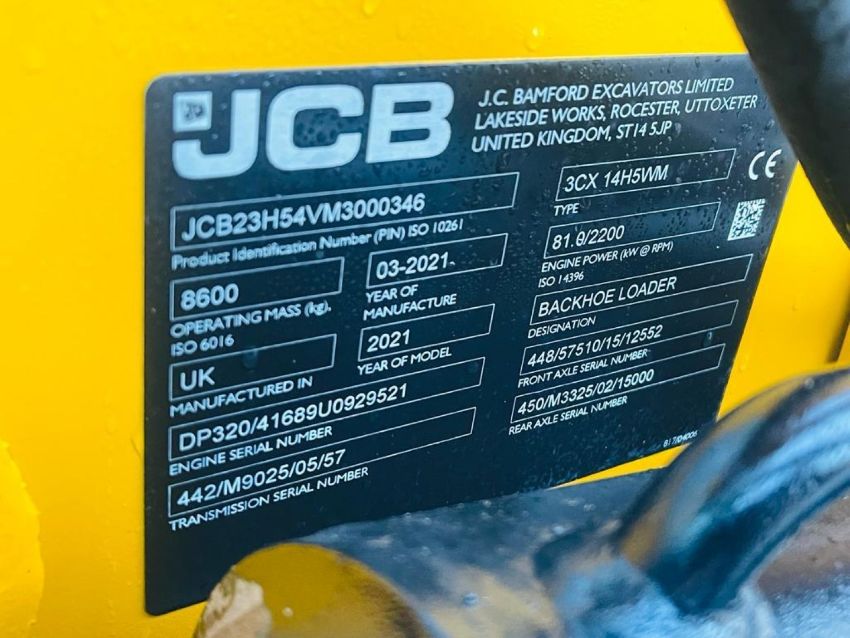 JCB
J.C. BAMFORD EXCAVATORS LIMITED
LAKESIDE WORKS, ROCESTER, UTTOXETER
UNITED KINGDOM, ST14 5JP
JCB23H54VM3000346
Product Identification Number (PIN) ISO 10261
3CX 14H5WM
TYPE
CE
8600
OPERATING MASS (kg).
ISO 6016
03-2021
YEAR OF
MANUFACTURE
81.0/2200
ENGINE POWER (kW @ RPM)
ISO 14396
UK
MANUFACTURED IN
2021
YEAR OF MODEL
BACKHOE LOADER
DESIGNATION
DP320/41689U0929521
ENGINE SERIAL NUMBER
448/57510/15/12552
FRONT AXLE SERIAL NUMBER
442/M9025/05/57
TRANSMISSION SERIAL NUMBER
450/M3325/02/15000
REAR AXLE SERIAL NUMBER
817/04006